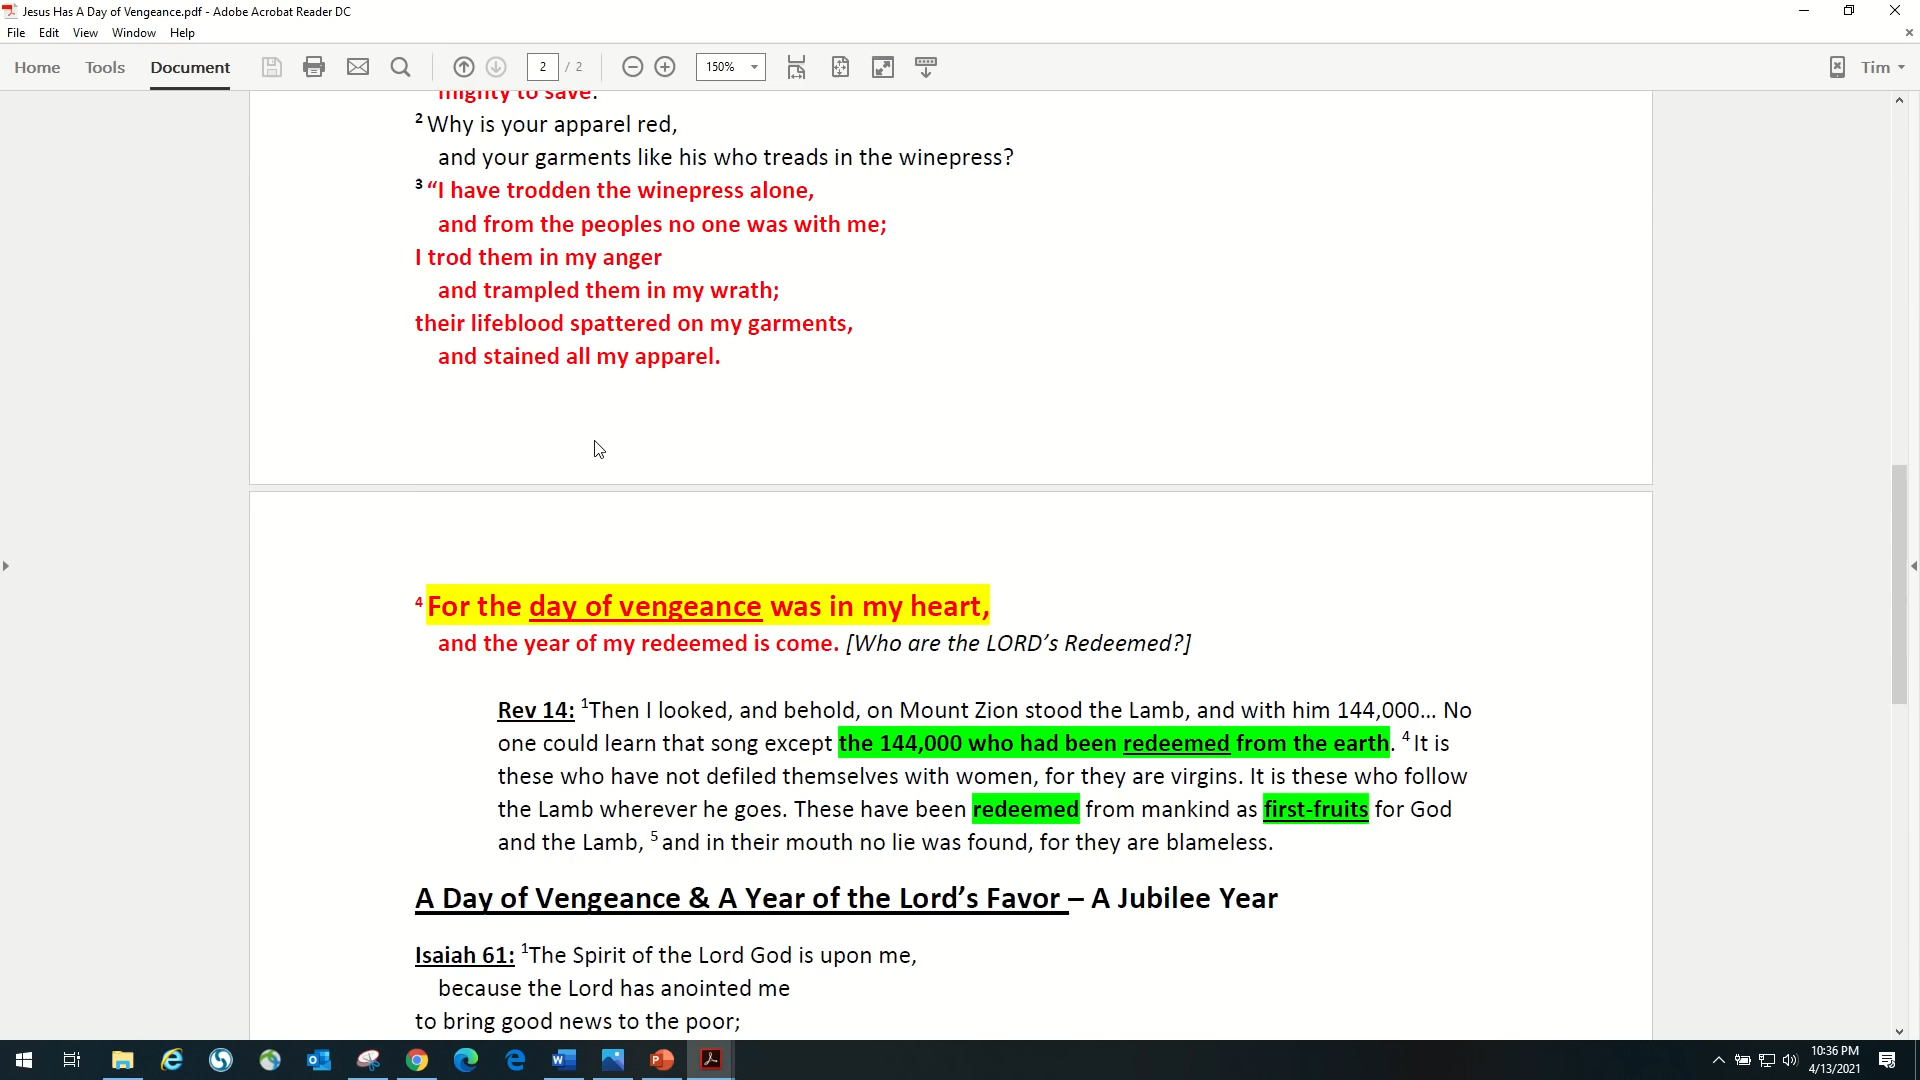 Jesus Has A Day of Vengeance.pdf - Adobe Acrobat Reader DC
File Edit View Window Help
Home Tools Document 2 / 2 150% Tim
mighty to save.
2 Why is your apparel red,
and your garments like his who treads in the winepress?
3 “I have trodden the winepress alone,
and from the peoples no one was with me;
I trod them in my anger
and trampled them in my wrath;
their lifeblood spattered on my garments,
and stained all my apparel.
4 For the day of vengeance was in my heart,
and the year of my redeemed is come. [Who are the LORD’s Redeemed?]
Rev 14: 1Then I looked, and behold, on Mount Zion stood the Lamb, and with him 144,000… No
one could learn that song except the 144,000 who had been redeemed from the earth. 4 It is
these who have not defiled themselves with women, for they are virgins. It is these who follow
the Lamb wherever he goes. These have been redeemed from mankind as first-fruits for God
and the Lamb, 5 and in their mouth no lie was found, for they are blameless.
A Day of Vengeance & A Year of the Lord’s Favor – A Jubilee Year
Isaiah 61: 1The Spirit of the Lord God is upon me,
because the Lord has anointed me
to bring good news to the poor;
10:36 PM
4/13/2021